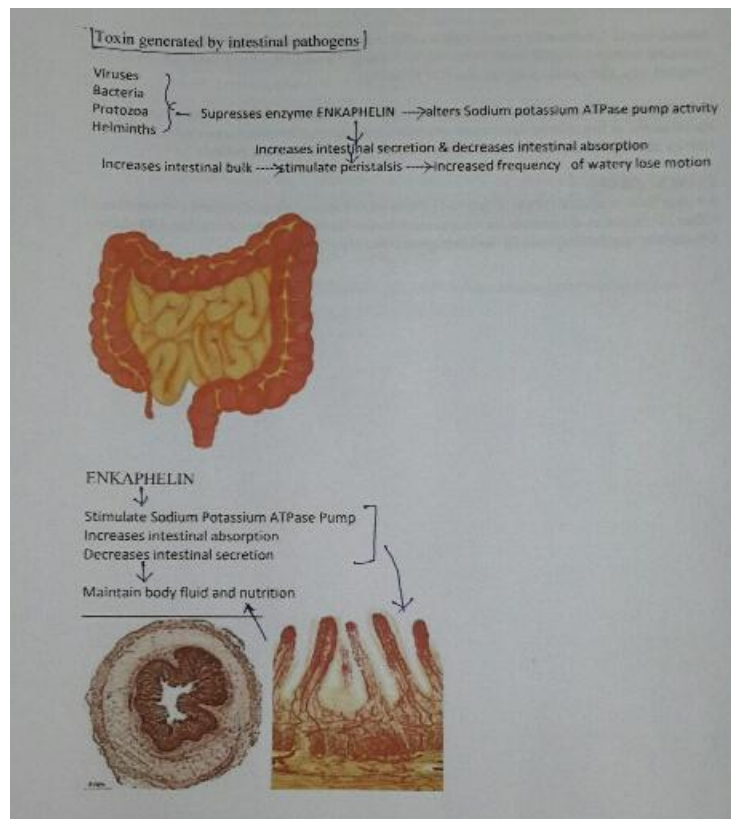 Toxin generated by intestinal pathogens
Viruses
Bacteria
Protozoa
Helminths
Supresses enzyme ENKAPHELIN ---->alters Sodium potassium ATPase pump activity
Increases intestinal secretion & decreases intestinal absorption
Increases intestinal bulk ---->stimulate peristalsis ---->increased frequency of watery lose motion
ENKAPHELIN
Stimulate Sodium Potassium ATPase Pump
Increases intestinal absorption
Decreases intestinal secretion
Maintain body fluid and nutrition